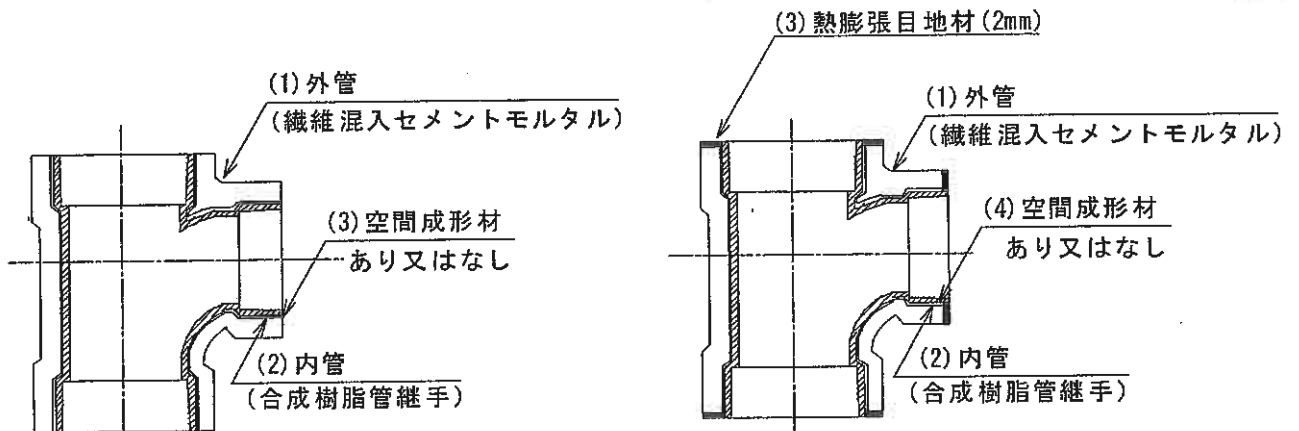 (1)外管
(繊維混入セメントモルタル)
(3)空間成形材
あり又はなし
(2)内管
(合成樹脂管継手)
(3)熱膨張目地材(2mm)
(1)外管
(繊維混入セメントモルタル)
(4)空間成形材
あり又はなし
(2)内管
(合成樹脂管継手)